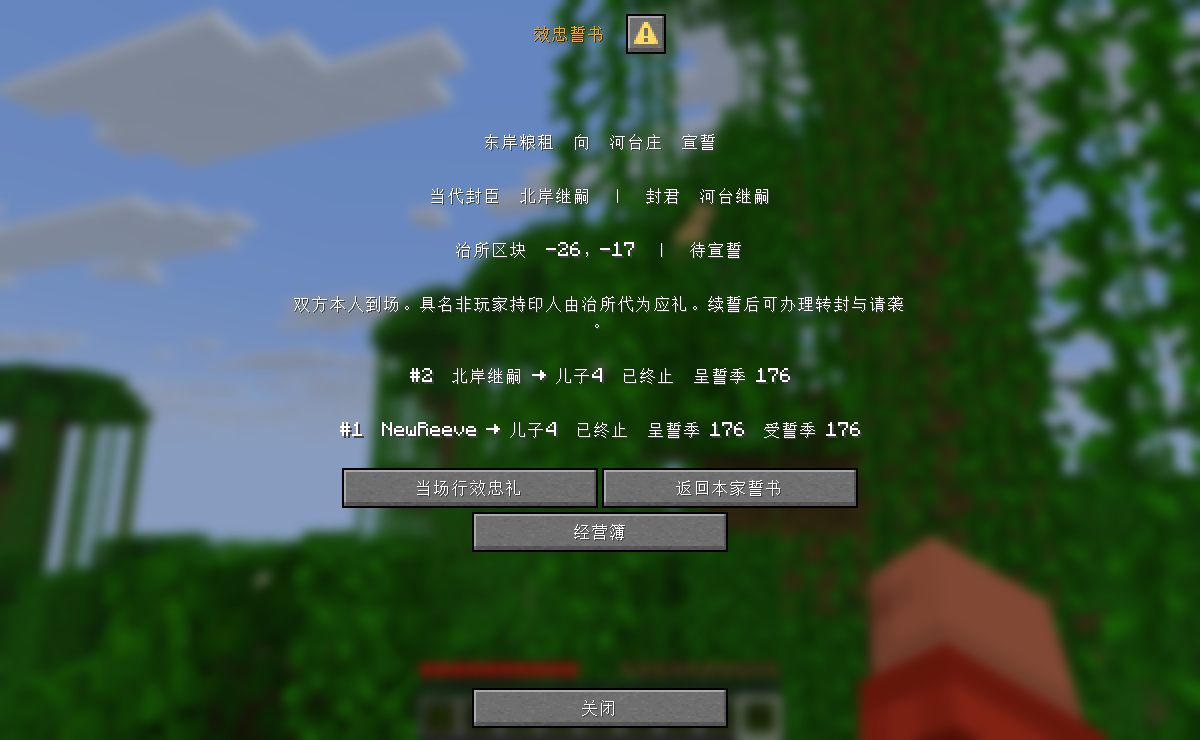 效忠誓书
东岸粮租 向 河台庄 宣誓
当代封臣 北岸继嗣 | 封君 河台继嗣
治所区块 -26, -17 | 待宣誓
双方本人到场。具名非玩家持印人由治所代为应礼。续誓后可办理转封与请袭
。
#2 北岸继嗣 → 儿子4 已终止 呈誓季 176
#1 NewReeve → 儿子4 已终止 呈誓季 176 受誓季 176
当场行效忠礼 返回本家誓书
经营簿
关闭